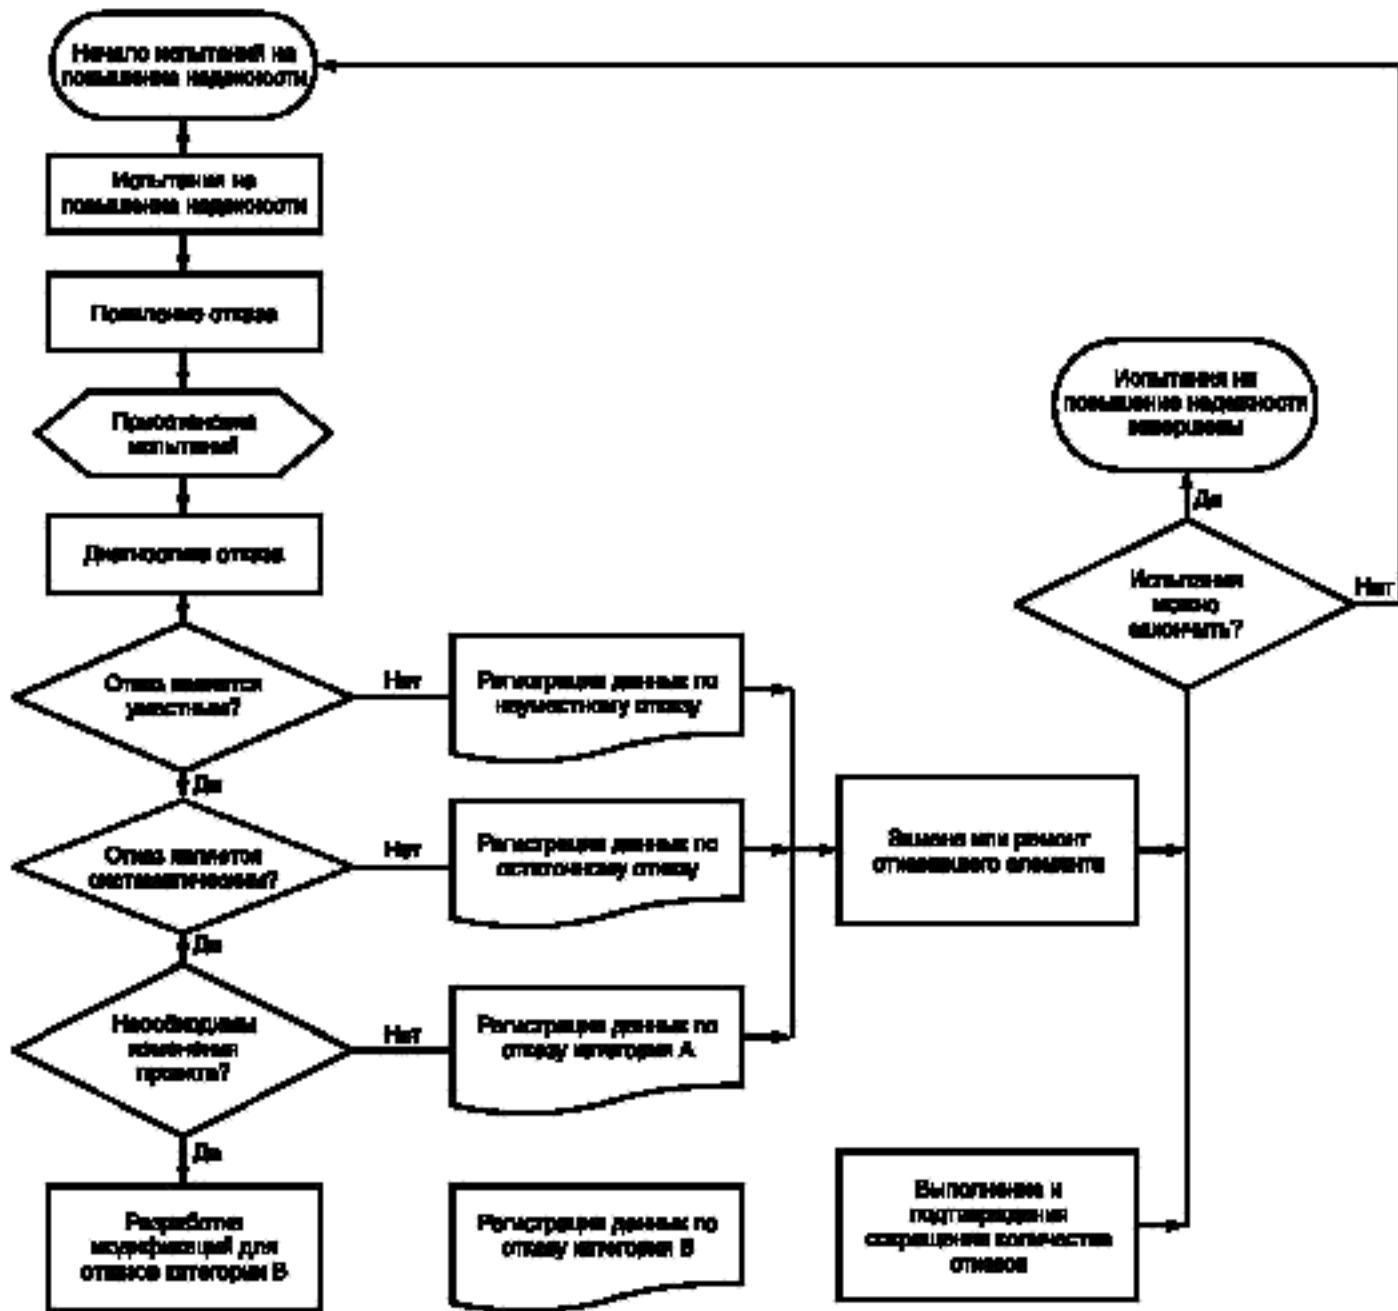 Начало испытаний на
повышение надежности
Испытания на
повышение надежности
Появление отказа
Приостановка
испытаний
Диагностика отказа
Отказ является
уместным?
Нет
Регистрация данных по
неуместному отказу
Да
Отказ является
систематическим?
Нет
Регистрация данных по
остаточному отказу
Да
Необходимы
изменения
проекта?
Нет
Регистрация данных по
отказу категории А
Да
Разработка
модификаций для
отказов категории В
Регистрация данных по
отказу категории В
Замена или ремонт
отказавшего элемента
Выполнение и
подтверждения
сокращения количества
отказов
Испытания
можно
закончить?
Нет
Да
Испытания на
повышение надежности
завершены